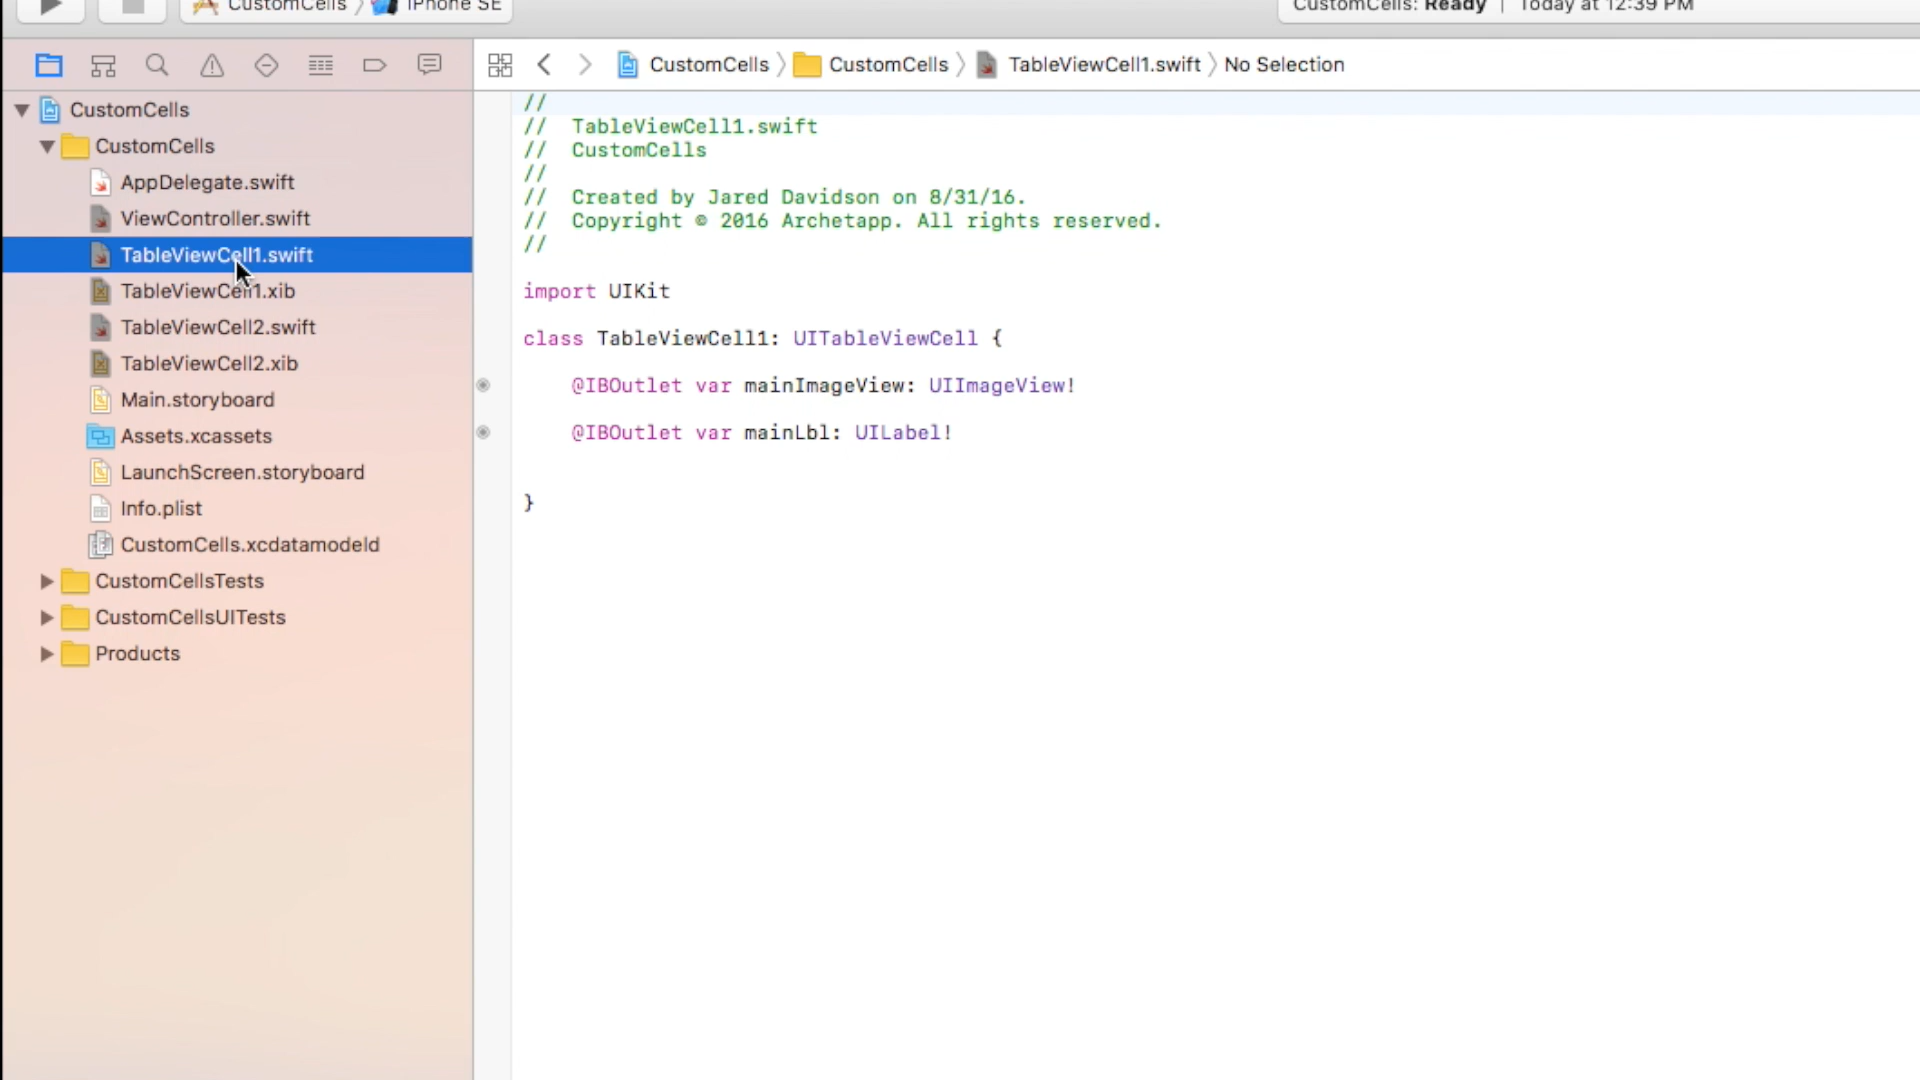 CustomCells 〉 iPhone SE
CustomCells: Ready | Today at 12:39 PM
CustomCells 〉 CustomCells 〉 TableViewCell1.swift 〉 No Selection
CustomCells
CustomCells
AppDelegate.swift
ViewController.swift
TableViewCell1.swift
TableViewCell1.xib
TableViewCell2.swift
TableViewCell2.xib
Main.storyboard
Assets.xcassets
LaunchScreen.storyboard
Info.plist
CustomCells.xcdatamodeld
CustomCellsTests
CustomCellsUITests
Products
//
//  TableViewCell1.swift
//  CustomCells
//
//  Created by Jared Davidson on 8/31/16.
//  Copyright © 2016 Archetapp. All rights reserved.
//
import UIKit
class TableViewCell1: UITableViewCell {
@IBOutlet var mainImageView: UIImageView!
@IBOutlet var mainLbl: UILabel!
}